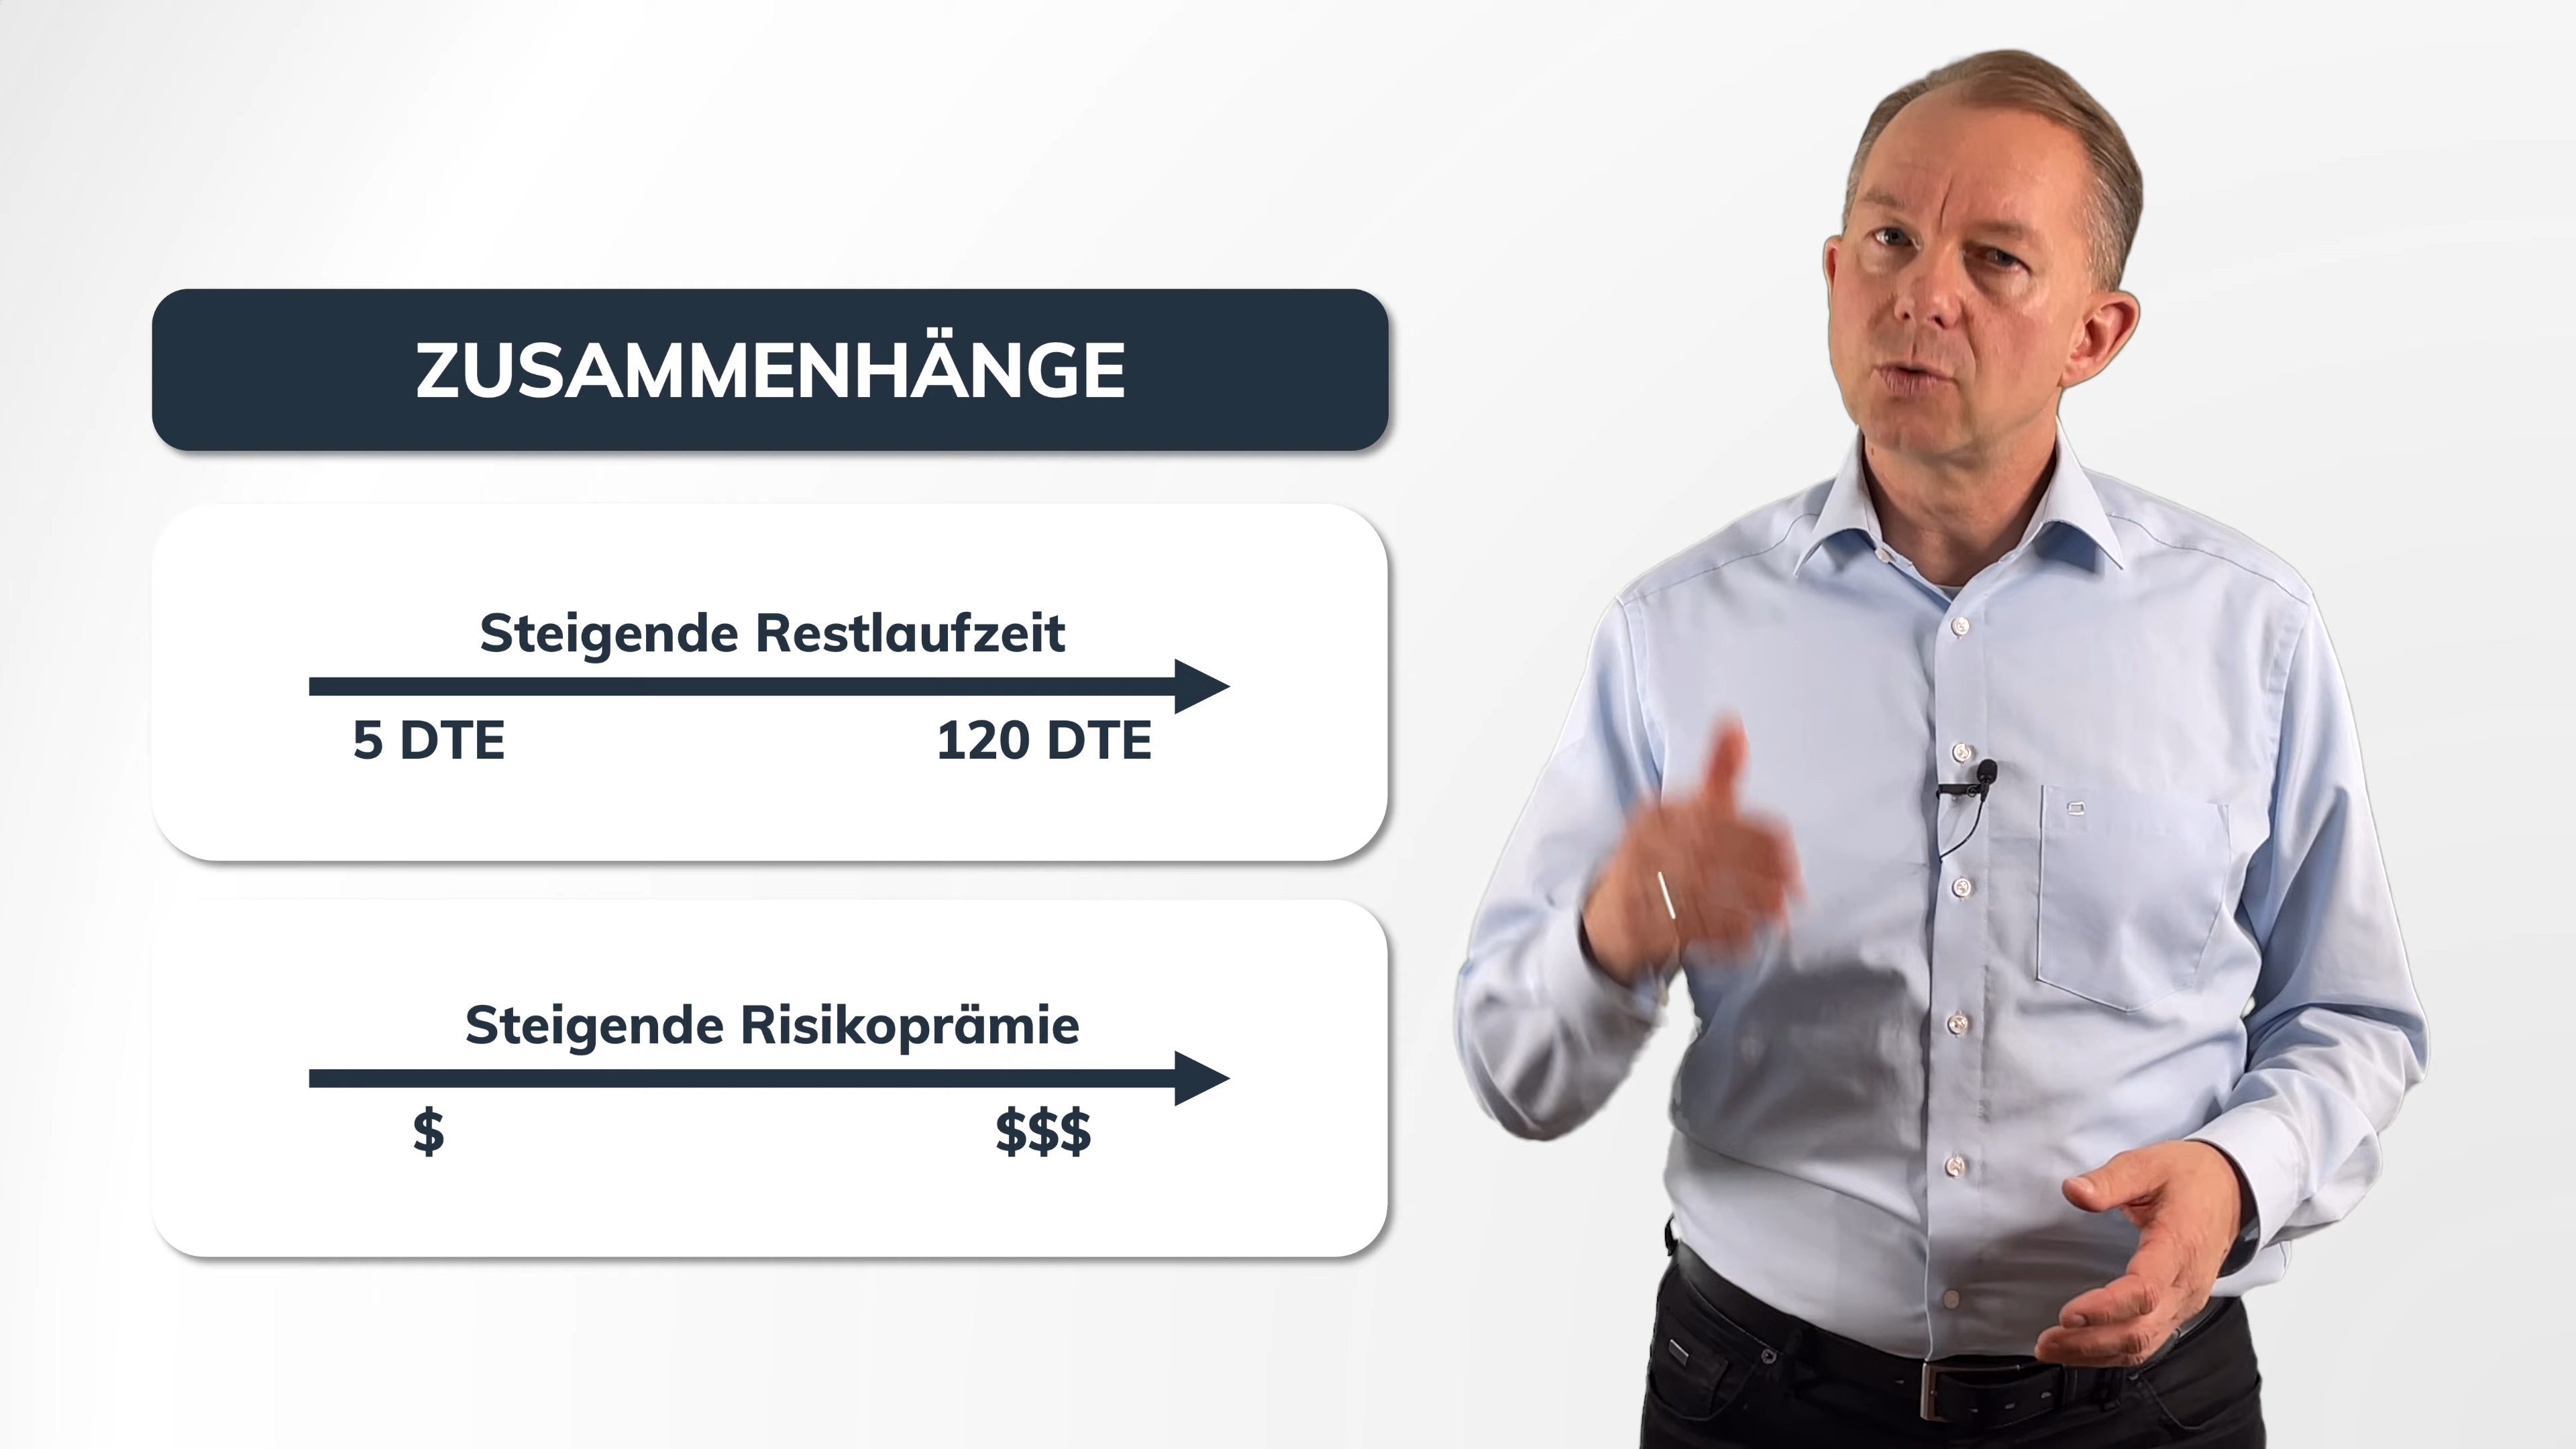 ZUSAMMENHÄNGE
Steigende Restlaufzeit
5 DTE 120 DTE
Steigende Risikoprämie
$ $$$